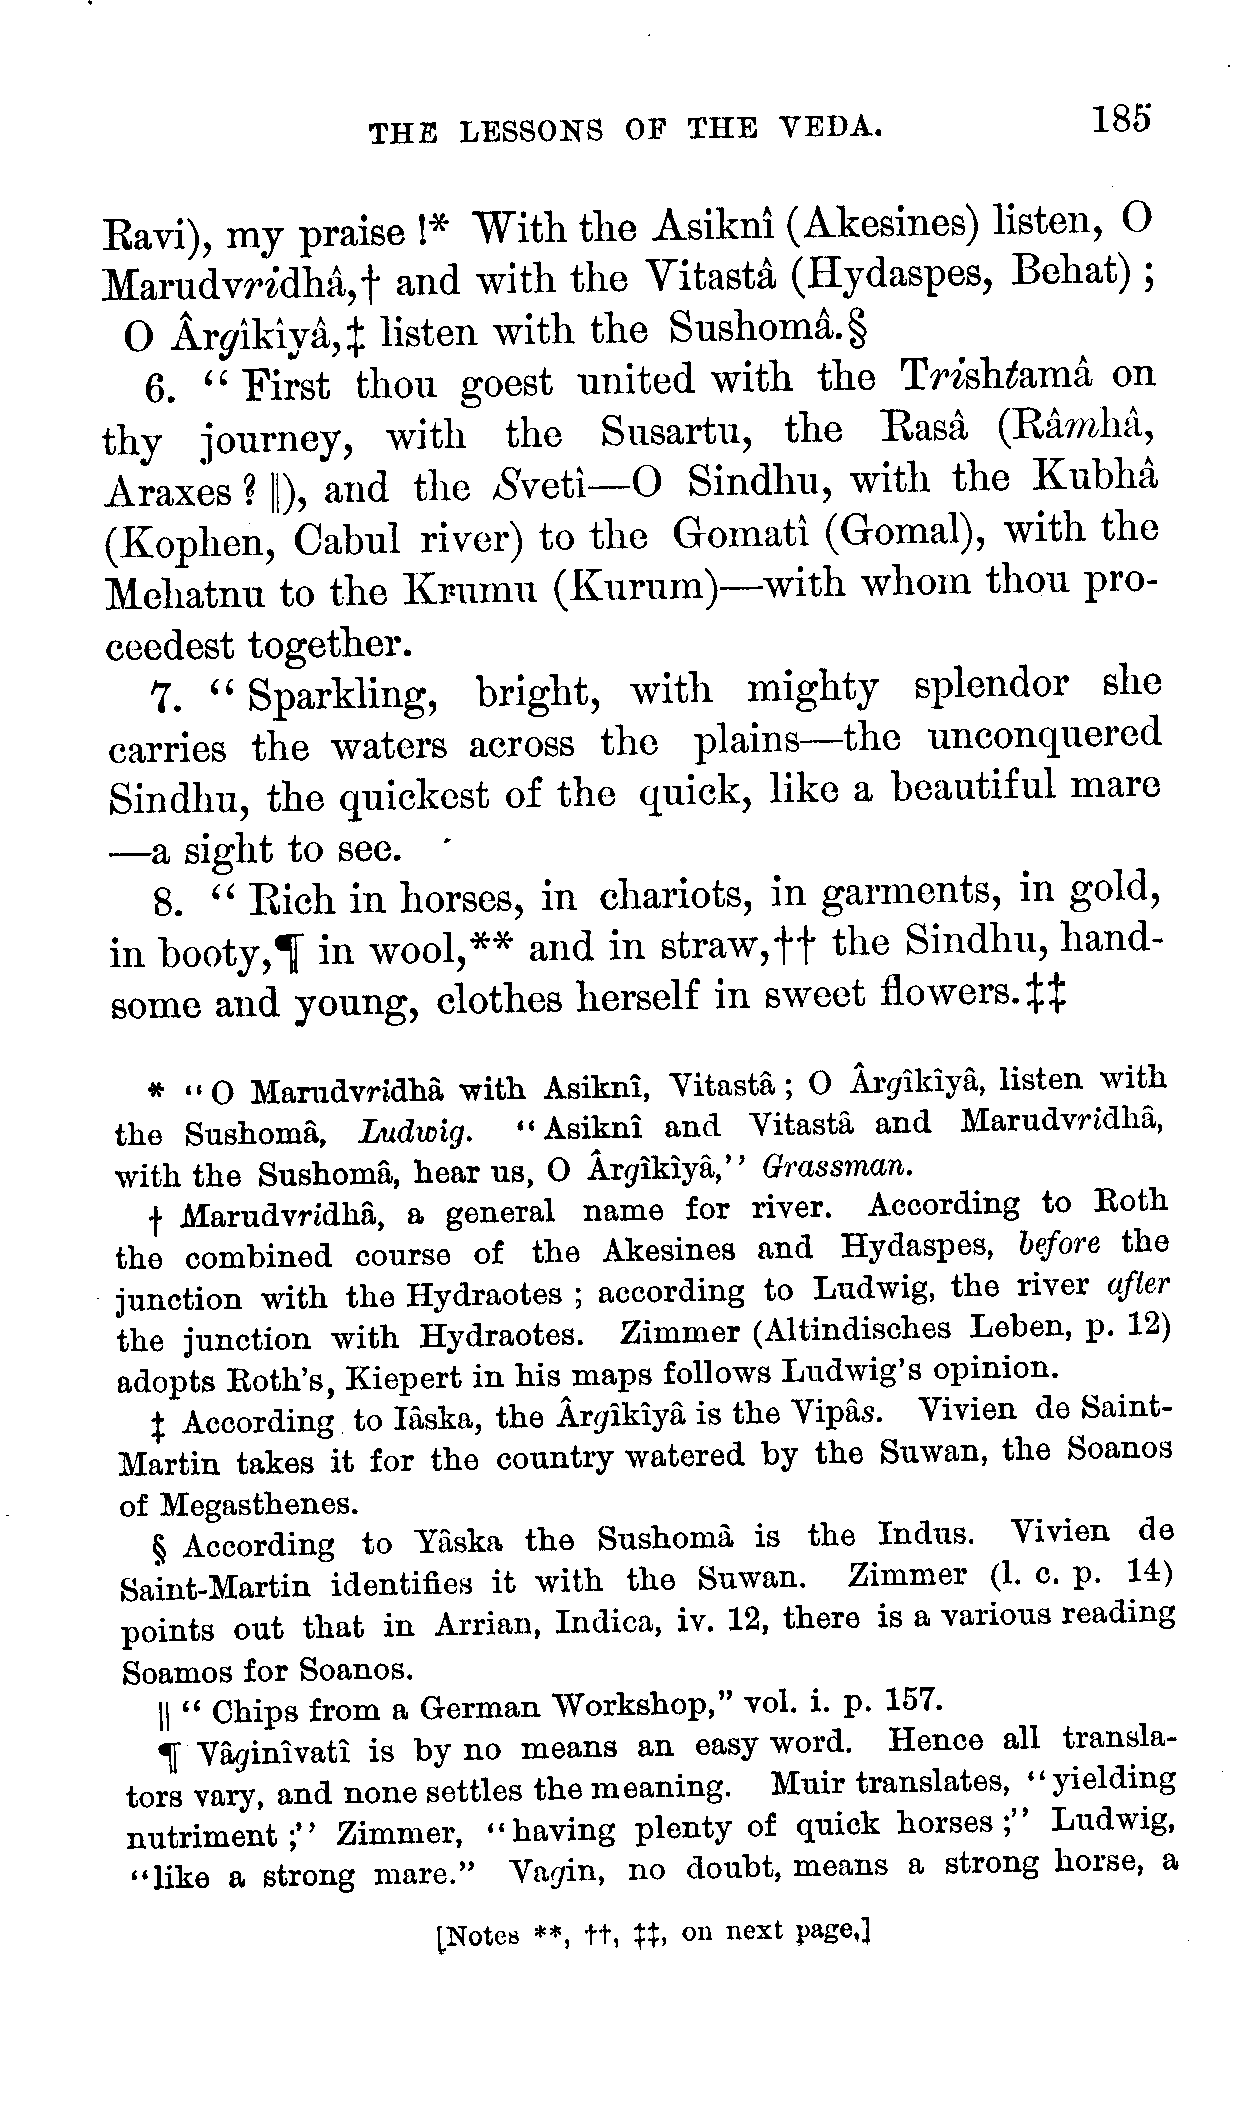 THE LESSONS OF THE VEDA. 185
Ravi), my praise !* With the Asiknî (Akesines) listen, O
Marudvridhâ,† and with the Vitastâ (Hydaspes, Behat) ;
O Ârgîkîyâ,‡ listen with the Sushomâ.§
6. “ First thou goest united with the Trishtamâ on
thy journey, with the Susartu, the Rasâ (Râmhâ,
Araxes ? ||), and the Svetî—O Sindhu, with the Kubhâ
(Kophen, Cabul river) to the Gomatî (Gomal), with the
Mehatnu to the Krumu (Kurum)—with whom thou pro-
ceedest together.
7. “ Sparkling, bright, with mighty splendor she
carries the waters across the plains—the unconquered
Sindhu, the quickest of the quick, like a beautiful mare
—a sight to see.
8. “ Rich in horses, in chariots, in garments, in gold,
in booty,¶ in wool,** and in straw,†† the Sindhu, hand-
some and young, clothes herself in sweet flowers.‡‡
* “ O Marudvridhâ with Asiknî, Vitastâ ; O Ârgîkîyâ, listen with
the Sushomâ, Ludwig. “ Asiknî and Vitastâ and Marudvridhâ,
with the Sushomâ, hear us, O Ârgîkîyâ,” Grassman.
† Marudvridhâ, a general name for river. According to Roth
the combined course of the Akesines and Hydaspes, before the
junction with the Hydraotes ; according to Ludwig, the river after
the junction with Hydraotes. Zimmer (Altindisches Leben, p. 12)
adopts Roth's, Kiepert in his maps follows Ludwig's opinion.
‡ According to Iâska, the Ârgîkîyâ is the Vipâs. Vivien de Saint-
Martin takes it for the country watered by the Suwan, the Soanos
of Megasthenes.
§ According to Yâska the Sushomâ is the Indus. Vivien de
Saint-Martin identifies it with the Suwan. Zimmer (l. c. p. 14)
points out that in Arrian, Indica, iv. 12, there is a various reading
Soamos for Soanos.
|| “ Chips from a German Workshop,” vol. i. p. 157.
¶ Vâginîvatî is by no means an easy word. Hence all transla-
tors vary, and none settles the meaning. Muir translates, “yielding
nutriment ;” Zimmer, “having plenty of quick horses ;” Ludwig,
“like a strong mare.” Vagin, no doubt, means a strong horse, a
[Notes **, ††, ‡‡, on next page,]